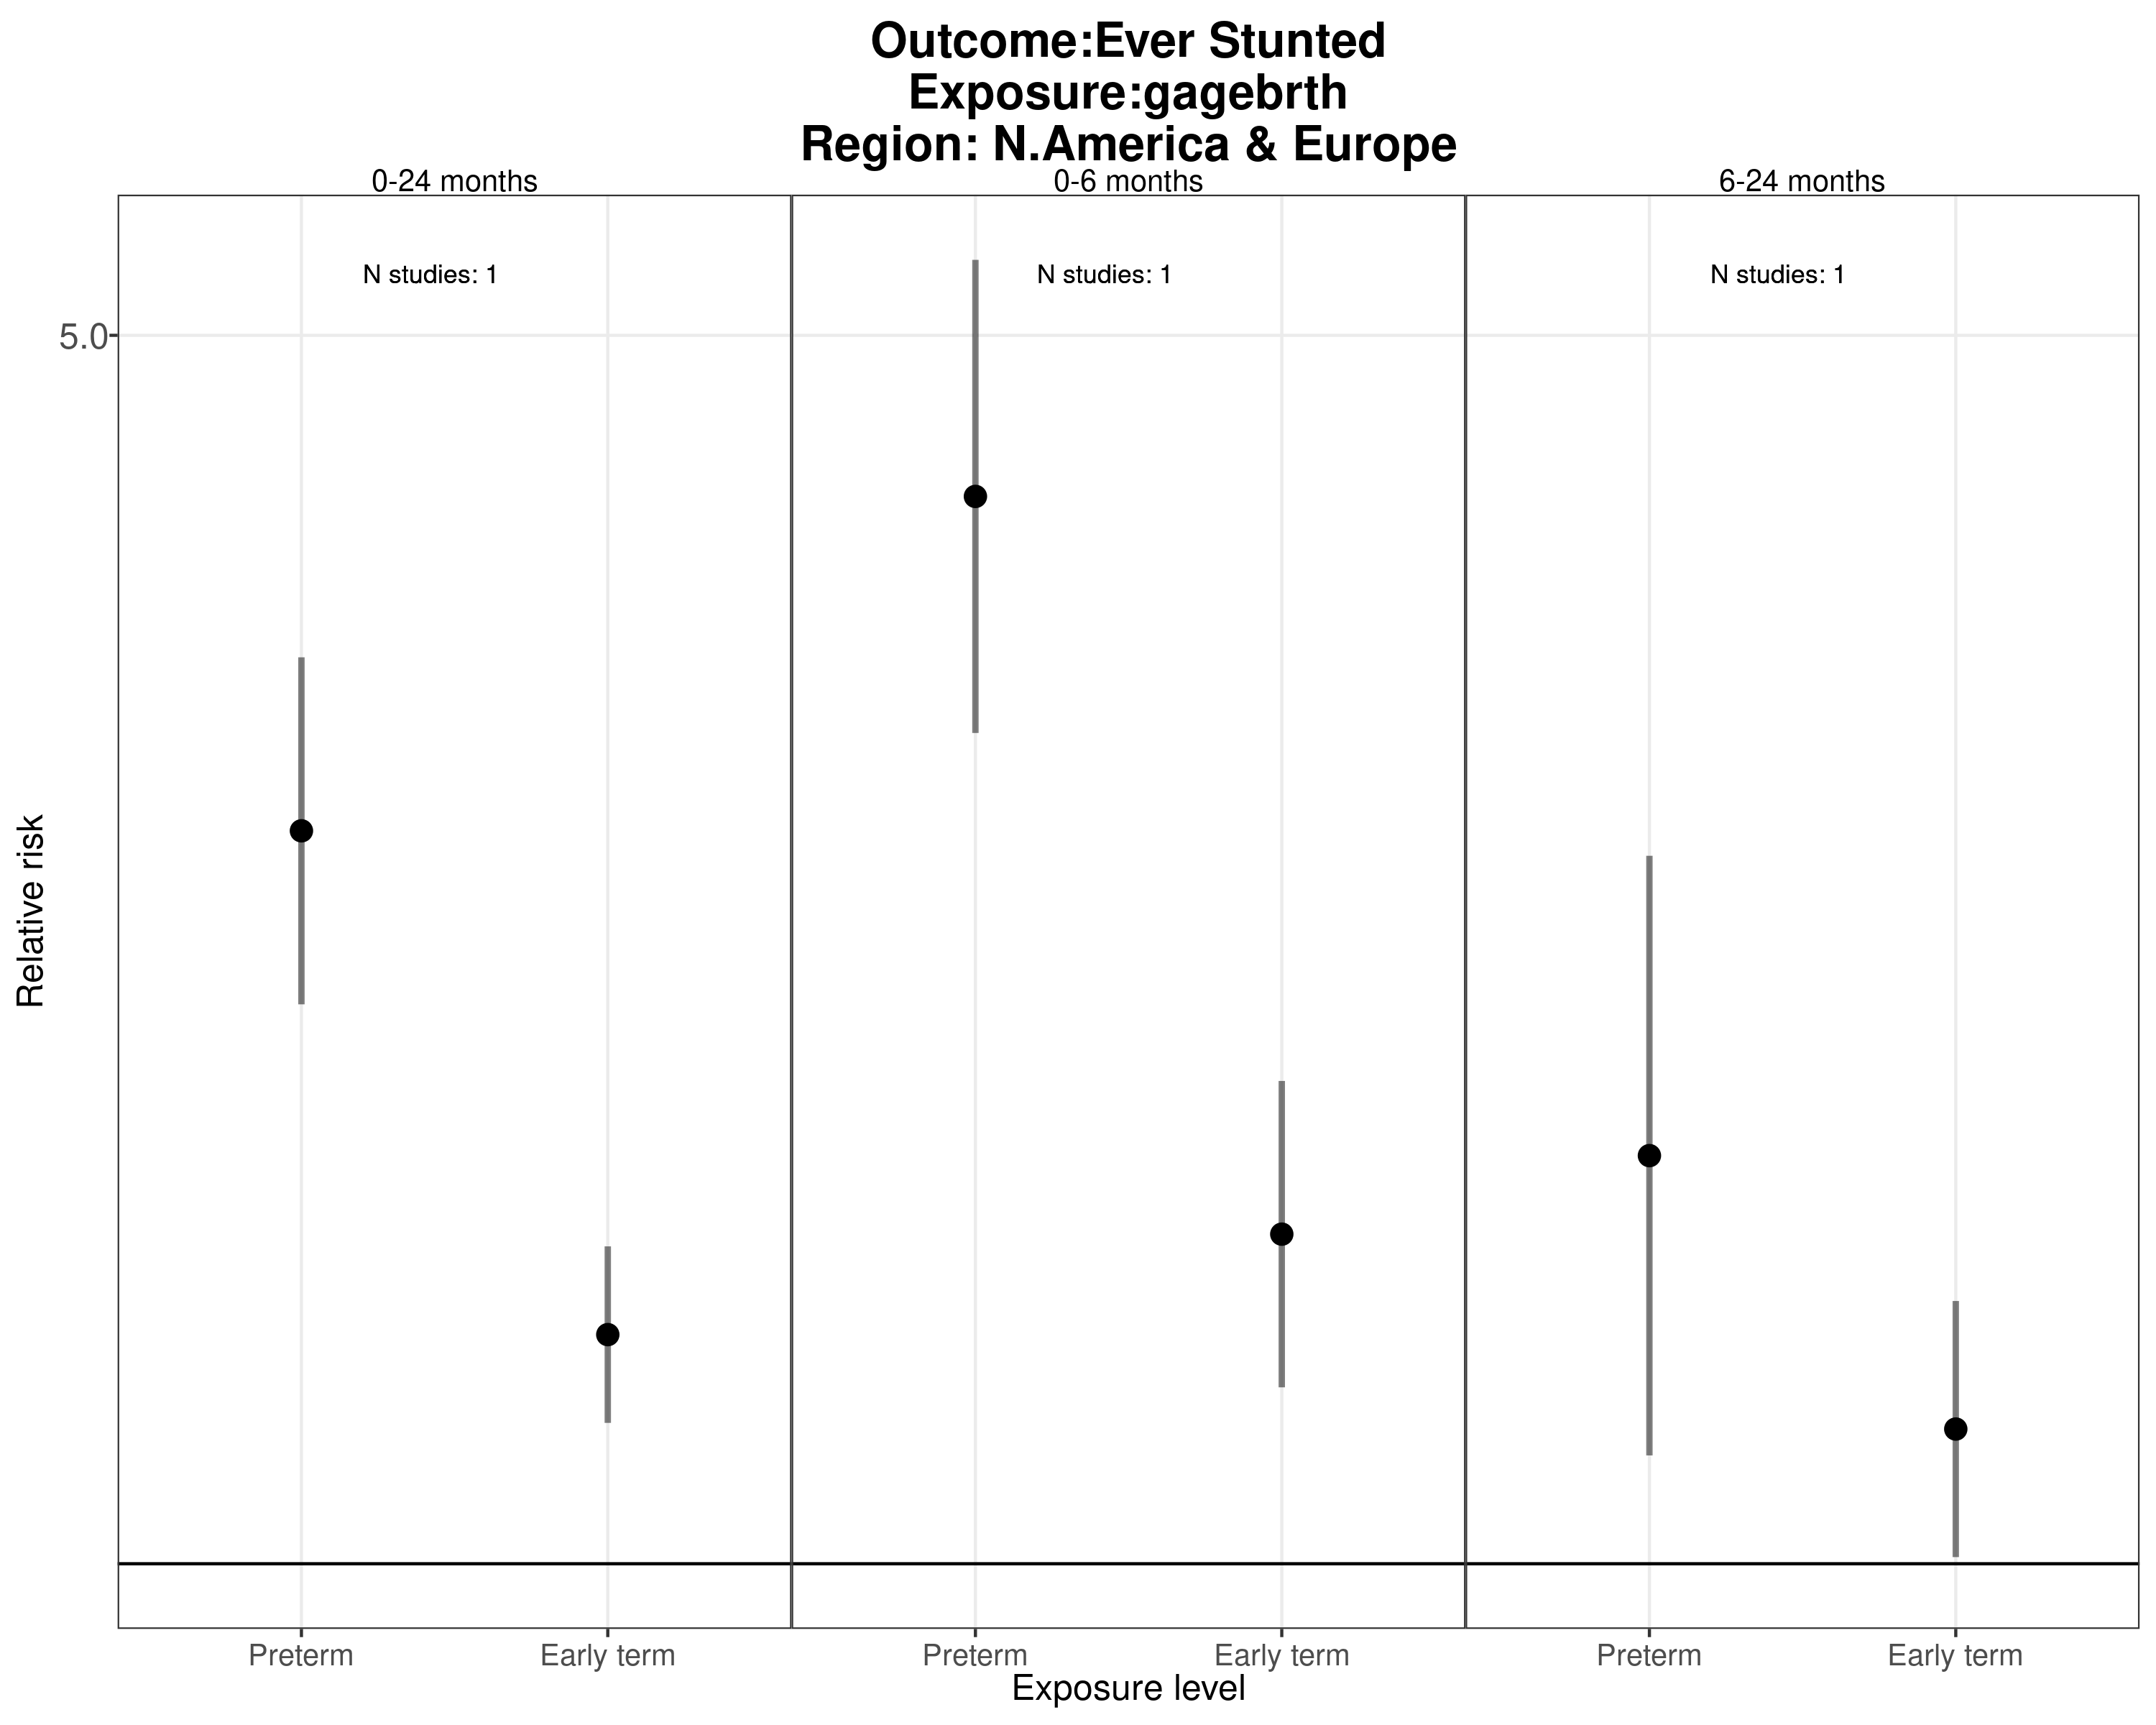 Outcome:Ever Stunted
Exposure:gagebrth
Region: N.America & Europe
0-24 months
0-6 months
6-24 months
N studies: 1
N studies: 1
N studies: 1
5.0
Relative risk
Preterm
Early term
Preterm
Early term
Preterm
Early term
Exposure level